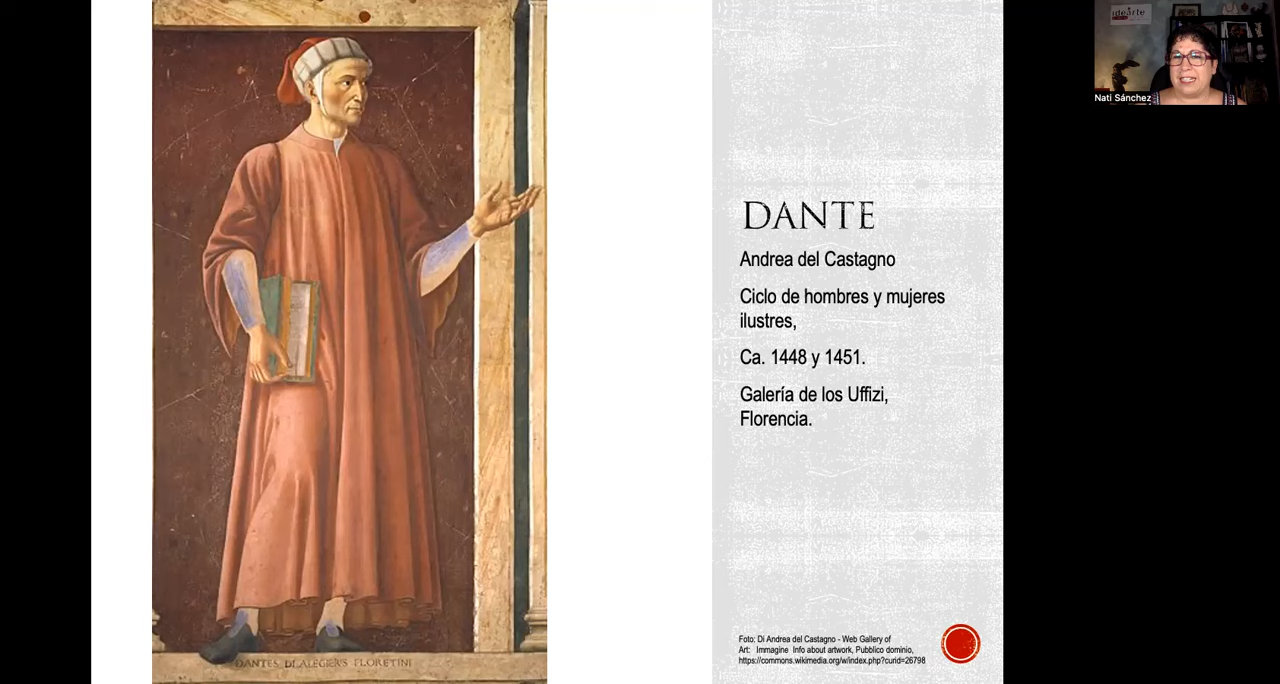 DANTE
Andrea del Castagno
Ciclo de hombres y mujeres
ilustres,
Ca. 1448 y 1451.
Galería de los Uffizi,
Florencia.
Foto: Di Andrea del Castagno - Web Gallery of
Art: Immagine Info about artwork, Pubblico dominio,
https://commons.wikimedia.org/w/index.php?curid=26798
DANTES DE ALEGIERIS FLORETINI
idearte
Nati Sánchez